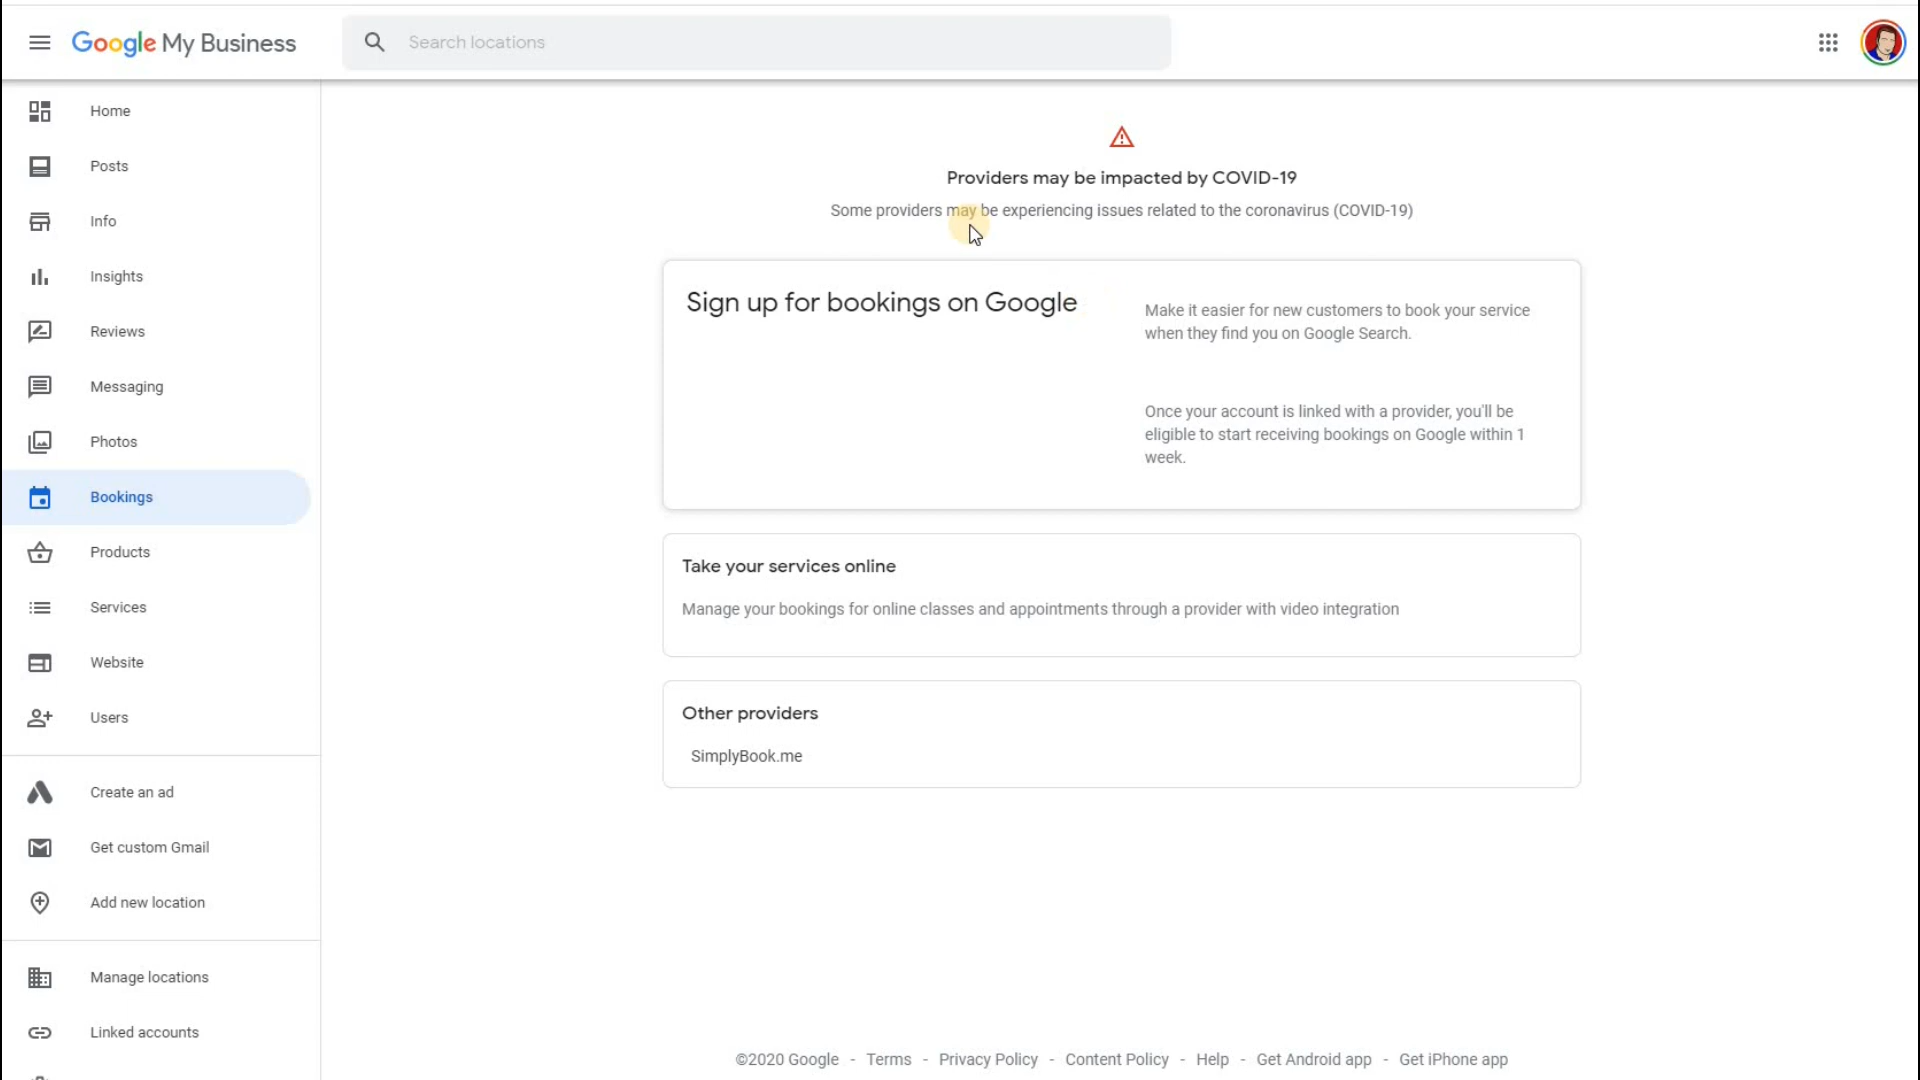 Google My Business
Search locations
Home
Posts
Info
Insights
Reviews
Messaging
Photos
Bookings
Products
Services
Website
Users
Create an ad
Get custom Gmail
Add new location
Manage locations
Linked accounts
Providers may be impacted by COVID-19
Some providers may be experiencing issues related to the coronavirus (COVID-19)
Sign up for bookings on Google
Make it easier for new customers to book your service
when they find you on Google Search.
Once your account is linked with a provider, you'll be
eligible to start receiving bookings on Google within 1
week.
Take your services online
Manage your bookings for online classes and appointments through a provider with video integration
Other providers
SimplyBook.me
©2020 Google - Terms - Privacy Policy - Content Policy - Help - Get Android app - Get iPhone app